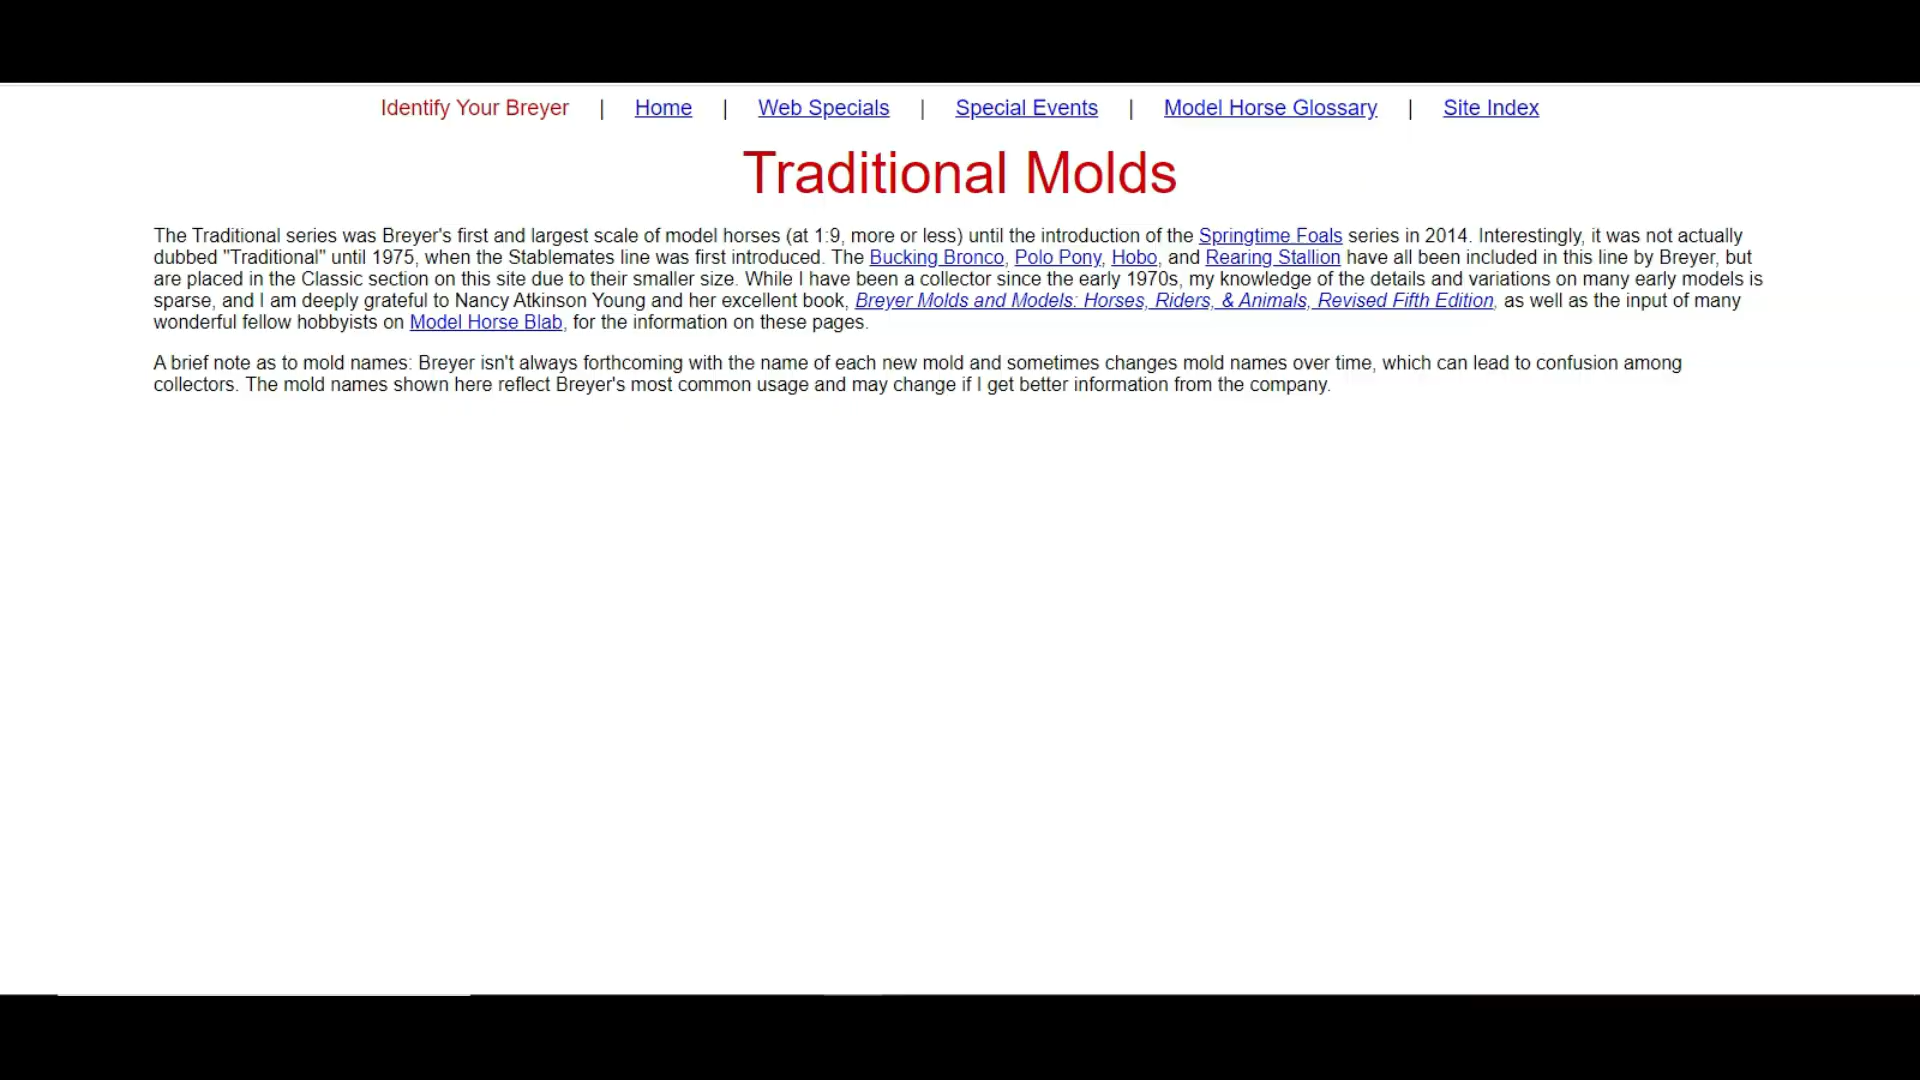 Identify Your Breyer | Home | Web Specials | Special Events | Model Horse Glossary | Site Index
Traditional Molds
The Traditional series was Breyer's first and largest scale of model horses (at 1:9, more or less) until the introduction of the Springtime Foals series in 2014. Interestingly, it was not actually
dubbed "Traditional" until 1975, when the Stablemates line was first introduced. The Bucking Bronco, Polo Pony, Hobo, and Rearing Stallion have all been included in this line by Breyer, but
are placed in the Classic section on this site due to their smaller size. While I have been a collector since the early 1970s, my knowledge of the details and variations on many early models is
sparse, and I am deeply grateful to Nancy Atkinson Young and her excellent book, Breyer Molds and Models: Horses, Riders, & Animals, Revised Fifth Edition, as well as the input of many
wonderful fellow hobbyists on Model Horse Blab, for the information on these pages.
A brief note as to mold names: Breyer isn't always forthcoming with the name of each new mold and sometimes changes mold names over time, which can lead to confusion among
collectors. The mold names shown here reflect Breyer's most common usage and may change if I get better information from the company.